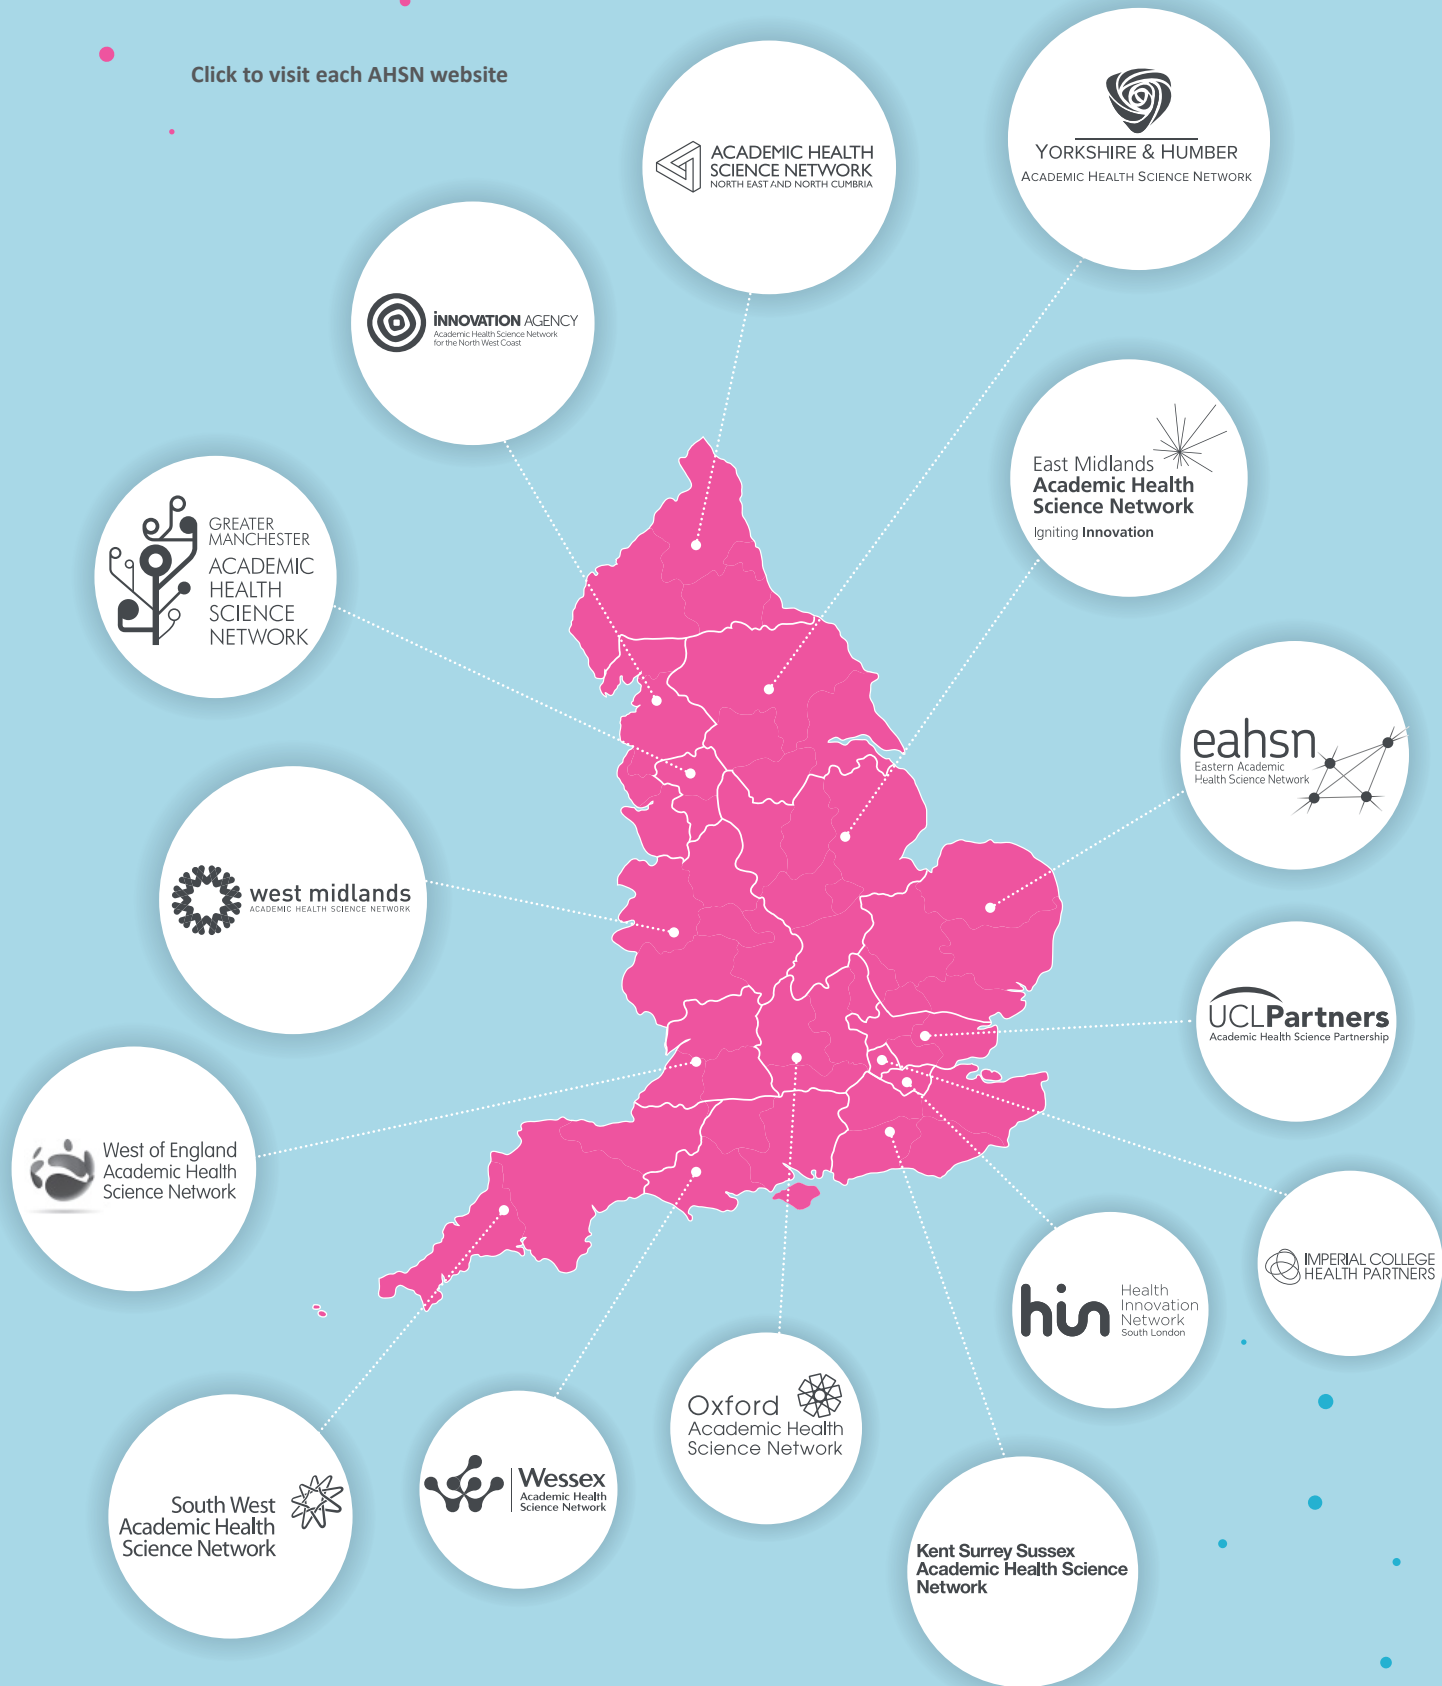 Click to visit each AHSN website
ACADEMIC HEALTH
SCIENCE NETWORK
NORTH EAST AND NORTH CUMBRIA
YORKSHIRE & HUMBER
ACADEMIC HEALTH SCIENCE NETWORK
INNOVATION AGENCY
Academic Health Science Network
for the North West Coast
East Midlands
Academic Health
Science Network
Igniting Innovation
GREATER
MANCHESTER
ACADEMIC
HEALTH
SCIENCE
NETWORK
eahsn
Eastern Academic
Health Science Network
west midlands
ACADEMIC HEALTH SCIENCE NETWORK
UCLPartners
Academic Health Science Partnership
West of England
Academic Health
Science Network
IMPERIAL COLLEGE
HEALTH PARTNERS
hin
Health
Innovation
Network
South London
Oxford
Academic Health
Science Network
Wessex
Academic Health
Science Network
South West
Academic Health
Science Network
Kent Surrey Sussex
Academic Health Science
Network